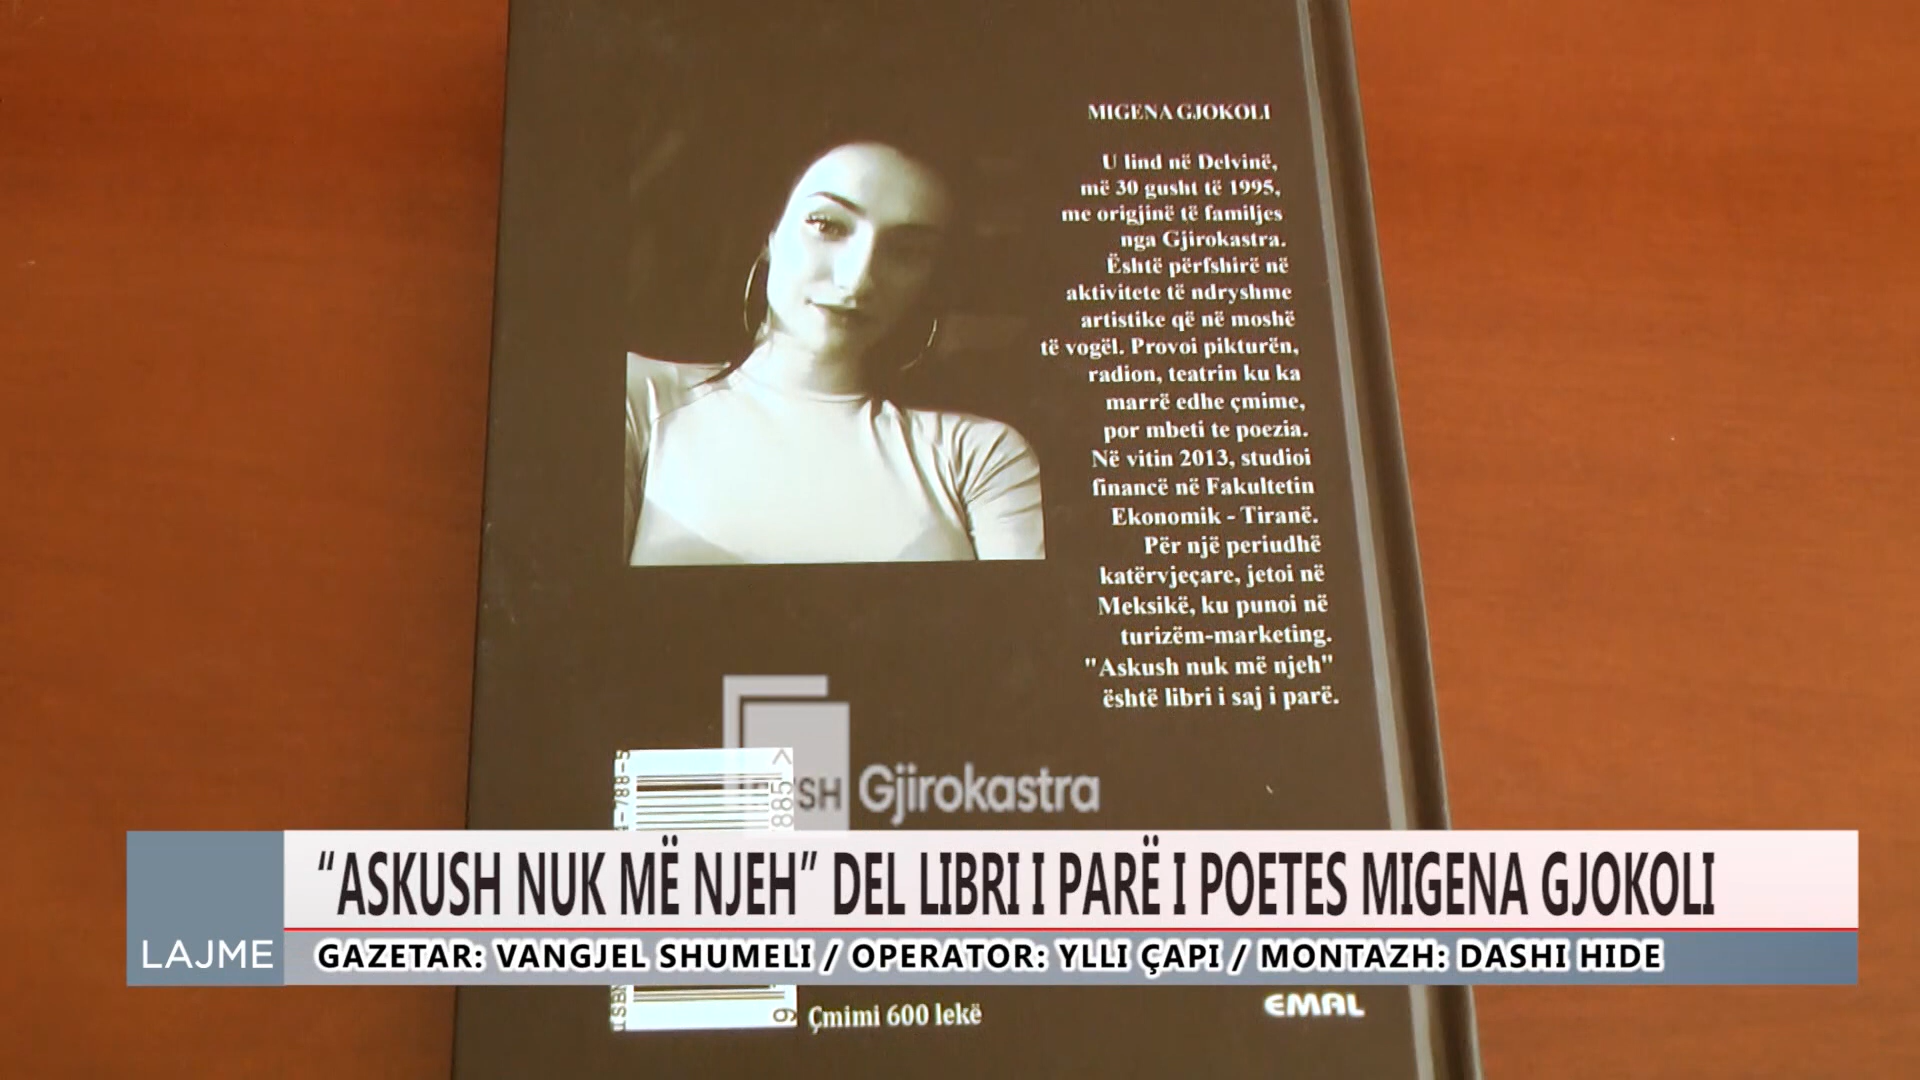 MIGENA GJOKOLI
U lind në Delvinë,
më 30 gusht të 1995,
me origjinë të familjes
nga Gjirokastra.
Është përfshirë në
aktivitete të ndryshme
artistike që në moshë
të vogël. Provoi pikturën,
radion, teatrin ku ka
marrë edhe çmime,
por mbeti te poezia.
Në vitin 2013, studioi
financë në Fakultetin
Ekonomik - Tiranë.
Për një periudhë
katërvjeçare, jetoi në
Meksikë, ku punoi në
turizëm-marketing.
"Askush nuk më njeh"
është libri i saj i parë.
SH Gjirokastra
“ASKUSH NUK MË NJEH” DEL LIBRI I PARË I POETES MIGENA GJOKOLI
LAJME
GAZETAR: VANGJEL SHUMELI / OPERATOR: YLLI ÇAPI / MONTAZH: DASHI HIDE
Çmimi 600 lekë
EMAL